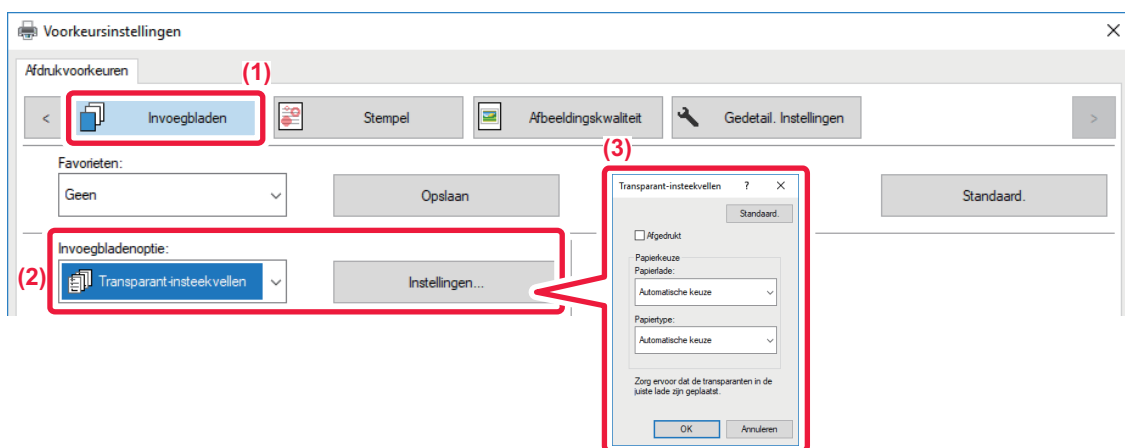 Voorkeursinstellingen
Afdrukvoorkeuren
(1)
< Invoegbladen Stempel Afbeeldingskwaliteit Gedetail. Instellingen >
Favorieten:
Geen Opslaan Standaard.
(2)
Invoegbladenoptie:
Transparant-insteekvellen Instellingen...
(3)
Transparant-insteekvellen ? X
Standaard.
Afgedrukt
Papierkeuze
Papierlade:
Automatische keuze
Papiertype:
Automatische keuze
Zorg ervoor dat de transparanten in de
juiste lade zijn geplaatst.
OK Annuleren